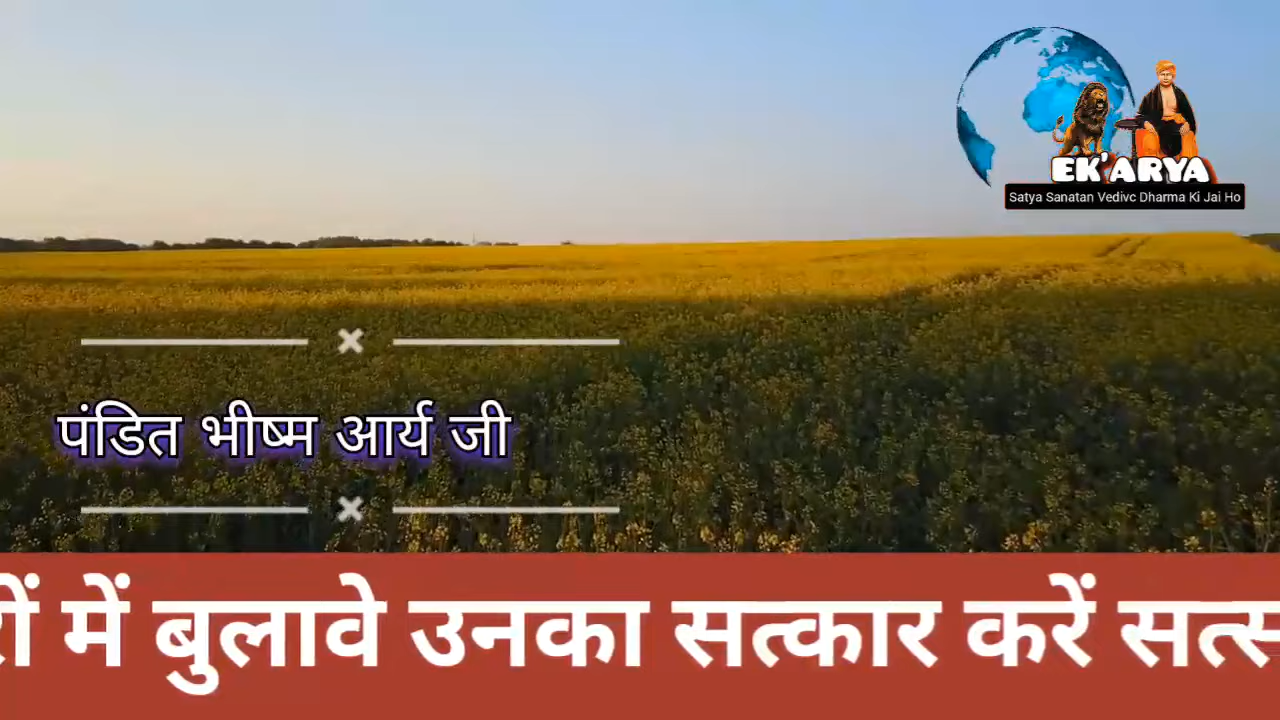 EK'ARYA
Satya Sanatan Vedivc Dharma Ki Jai Ho
पंडित भीष्म आर्य जी
में बुलावे उनका सत्कार करें